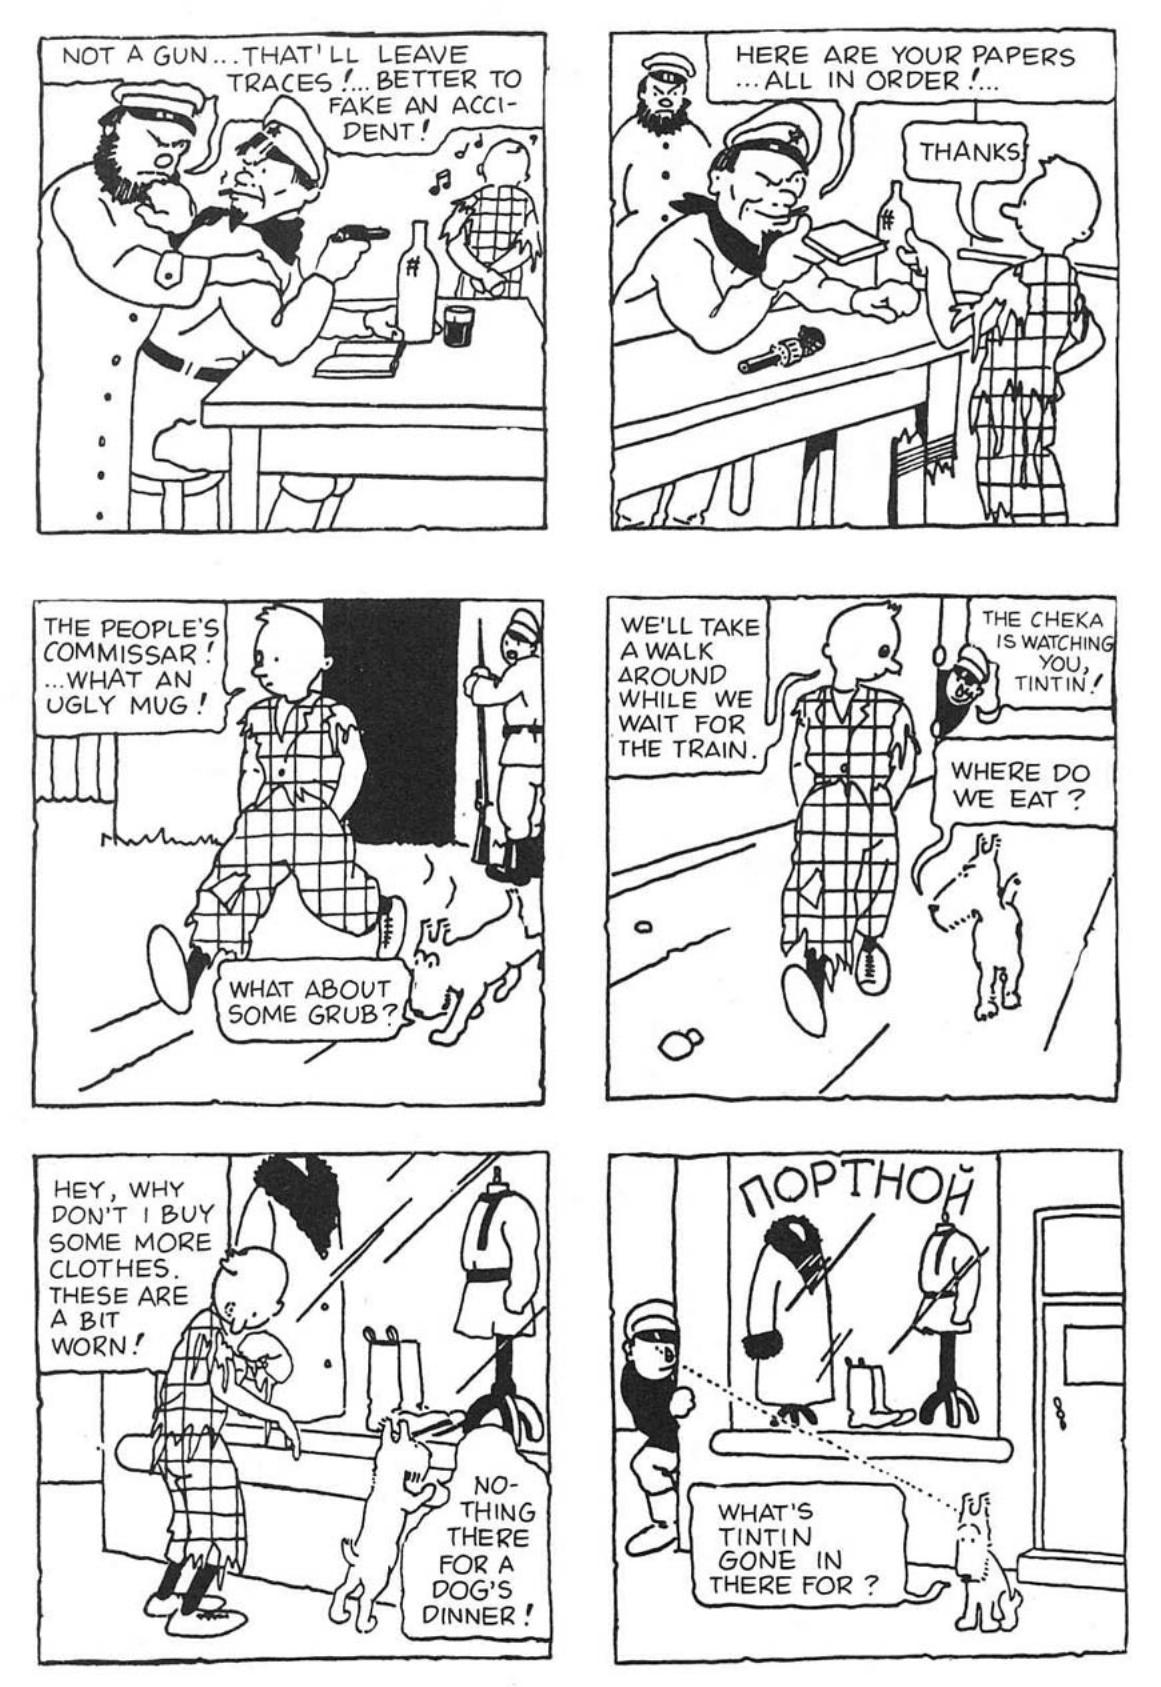 NOT A GUN...THAT'LL LEAVE
TRACES!...BETTER TO
FAKE AN ACCI-
DENT!
#
HERE ARE YOUR PAPERS
...ALL IN ORDER!...
THANKS
#
THE PEOPLE'S
COMMISSAR!
...WHAT AN
UGLY MUG!
WHAT ABOUT
SOME GRUB?
WE'LL TAKE
A WALK
AROUND
WHILE WE
WAIT FOR
THE TRAIN.
THE CHEKA
IS WATCHING
YOU,
TINTIN!
WHERE DO
WE EAT?
HEY, WHY
DON'T I BUY
SOME MORE
CLOTHES.
THESE ARE
A BIT
WORN!
NO-
THING
THERE
FOR A
DOG'S
DINNER!
ПОРТНОЙ
WHAT'S
TINTIN
GONE IN
THERE FOR?